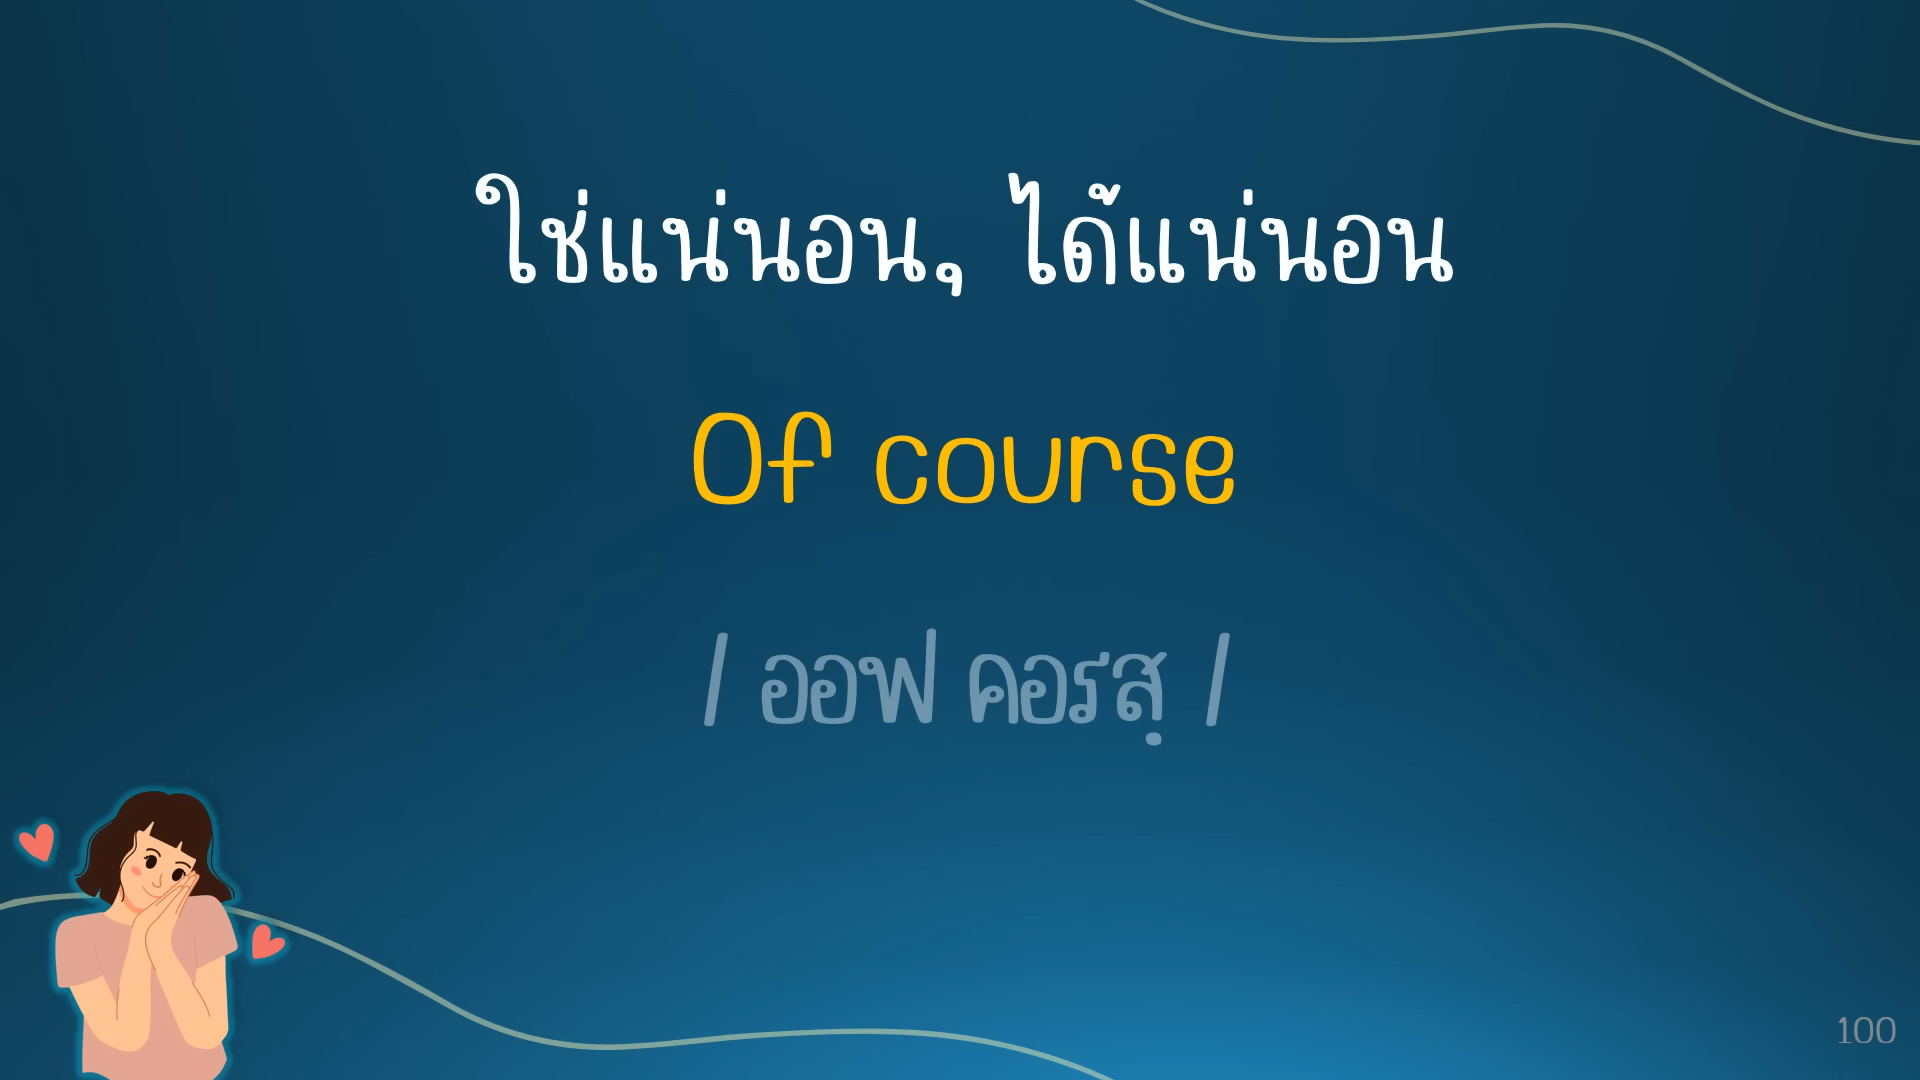 ใช่แน่นอน, ได้แน่นอน
Of course
/ ออฟ คอรสฺ /
100